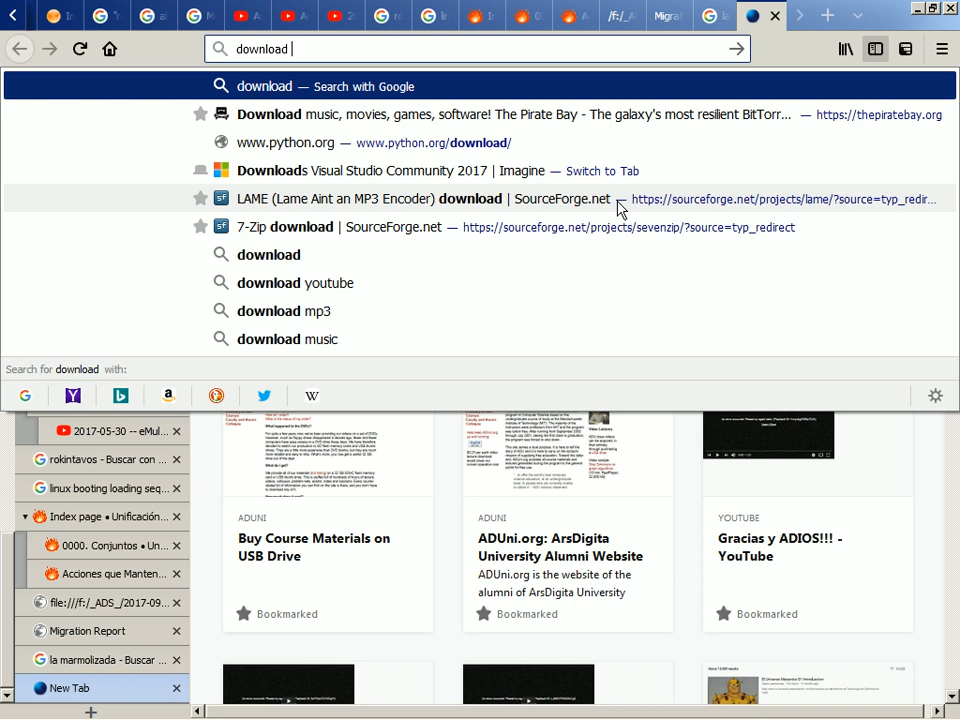 download
download — Search with Google
Download music, movies, games, software! The Pirate Bay - The galaxy's most resilient BitTorr... — https://thepiratebay.org
www.python.org — www.python.org/download/
Downloads Visual Studio Community 2017 | Imagine — Switch to Tab
LAME (Lame Aint an MP3 Encoder) download | SourceForge.net — https://sourceforge.net/projects/lame/?source=typ_redir...
7-Zip download | SourceForge.net — https://sourceforge.net/projects/sevenzip/?source=typ_redirect
download
download youtube
download mp3
download music
Search for download with:
2017-05-30 -- eMul...
rokintavos - Buscar con ...
linux booting loading seq...
Index page • Unificación...
0000. Conjuntos • Un...
Acciones que Manten...
file:///f:/_ADS_/2017-09...
Migration Report
la marmolizada - Buscar ...
New Tab
ADUNI
Buy Course Materials on
USB Drive
Bookmarked
ADUNI
ADUni.org: ArsDigita
University Alumni Website
ADUni.org is the website of the
alumni of ArsDigita University
Bookmarked
YOUTUBE
Gracias y ADIOS!!! -
YouTube
Bookmarked